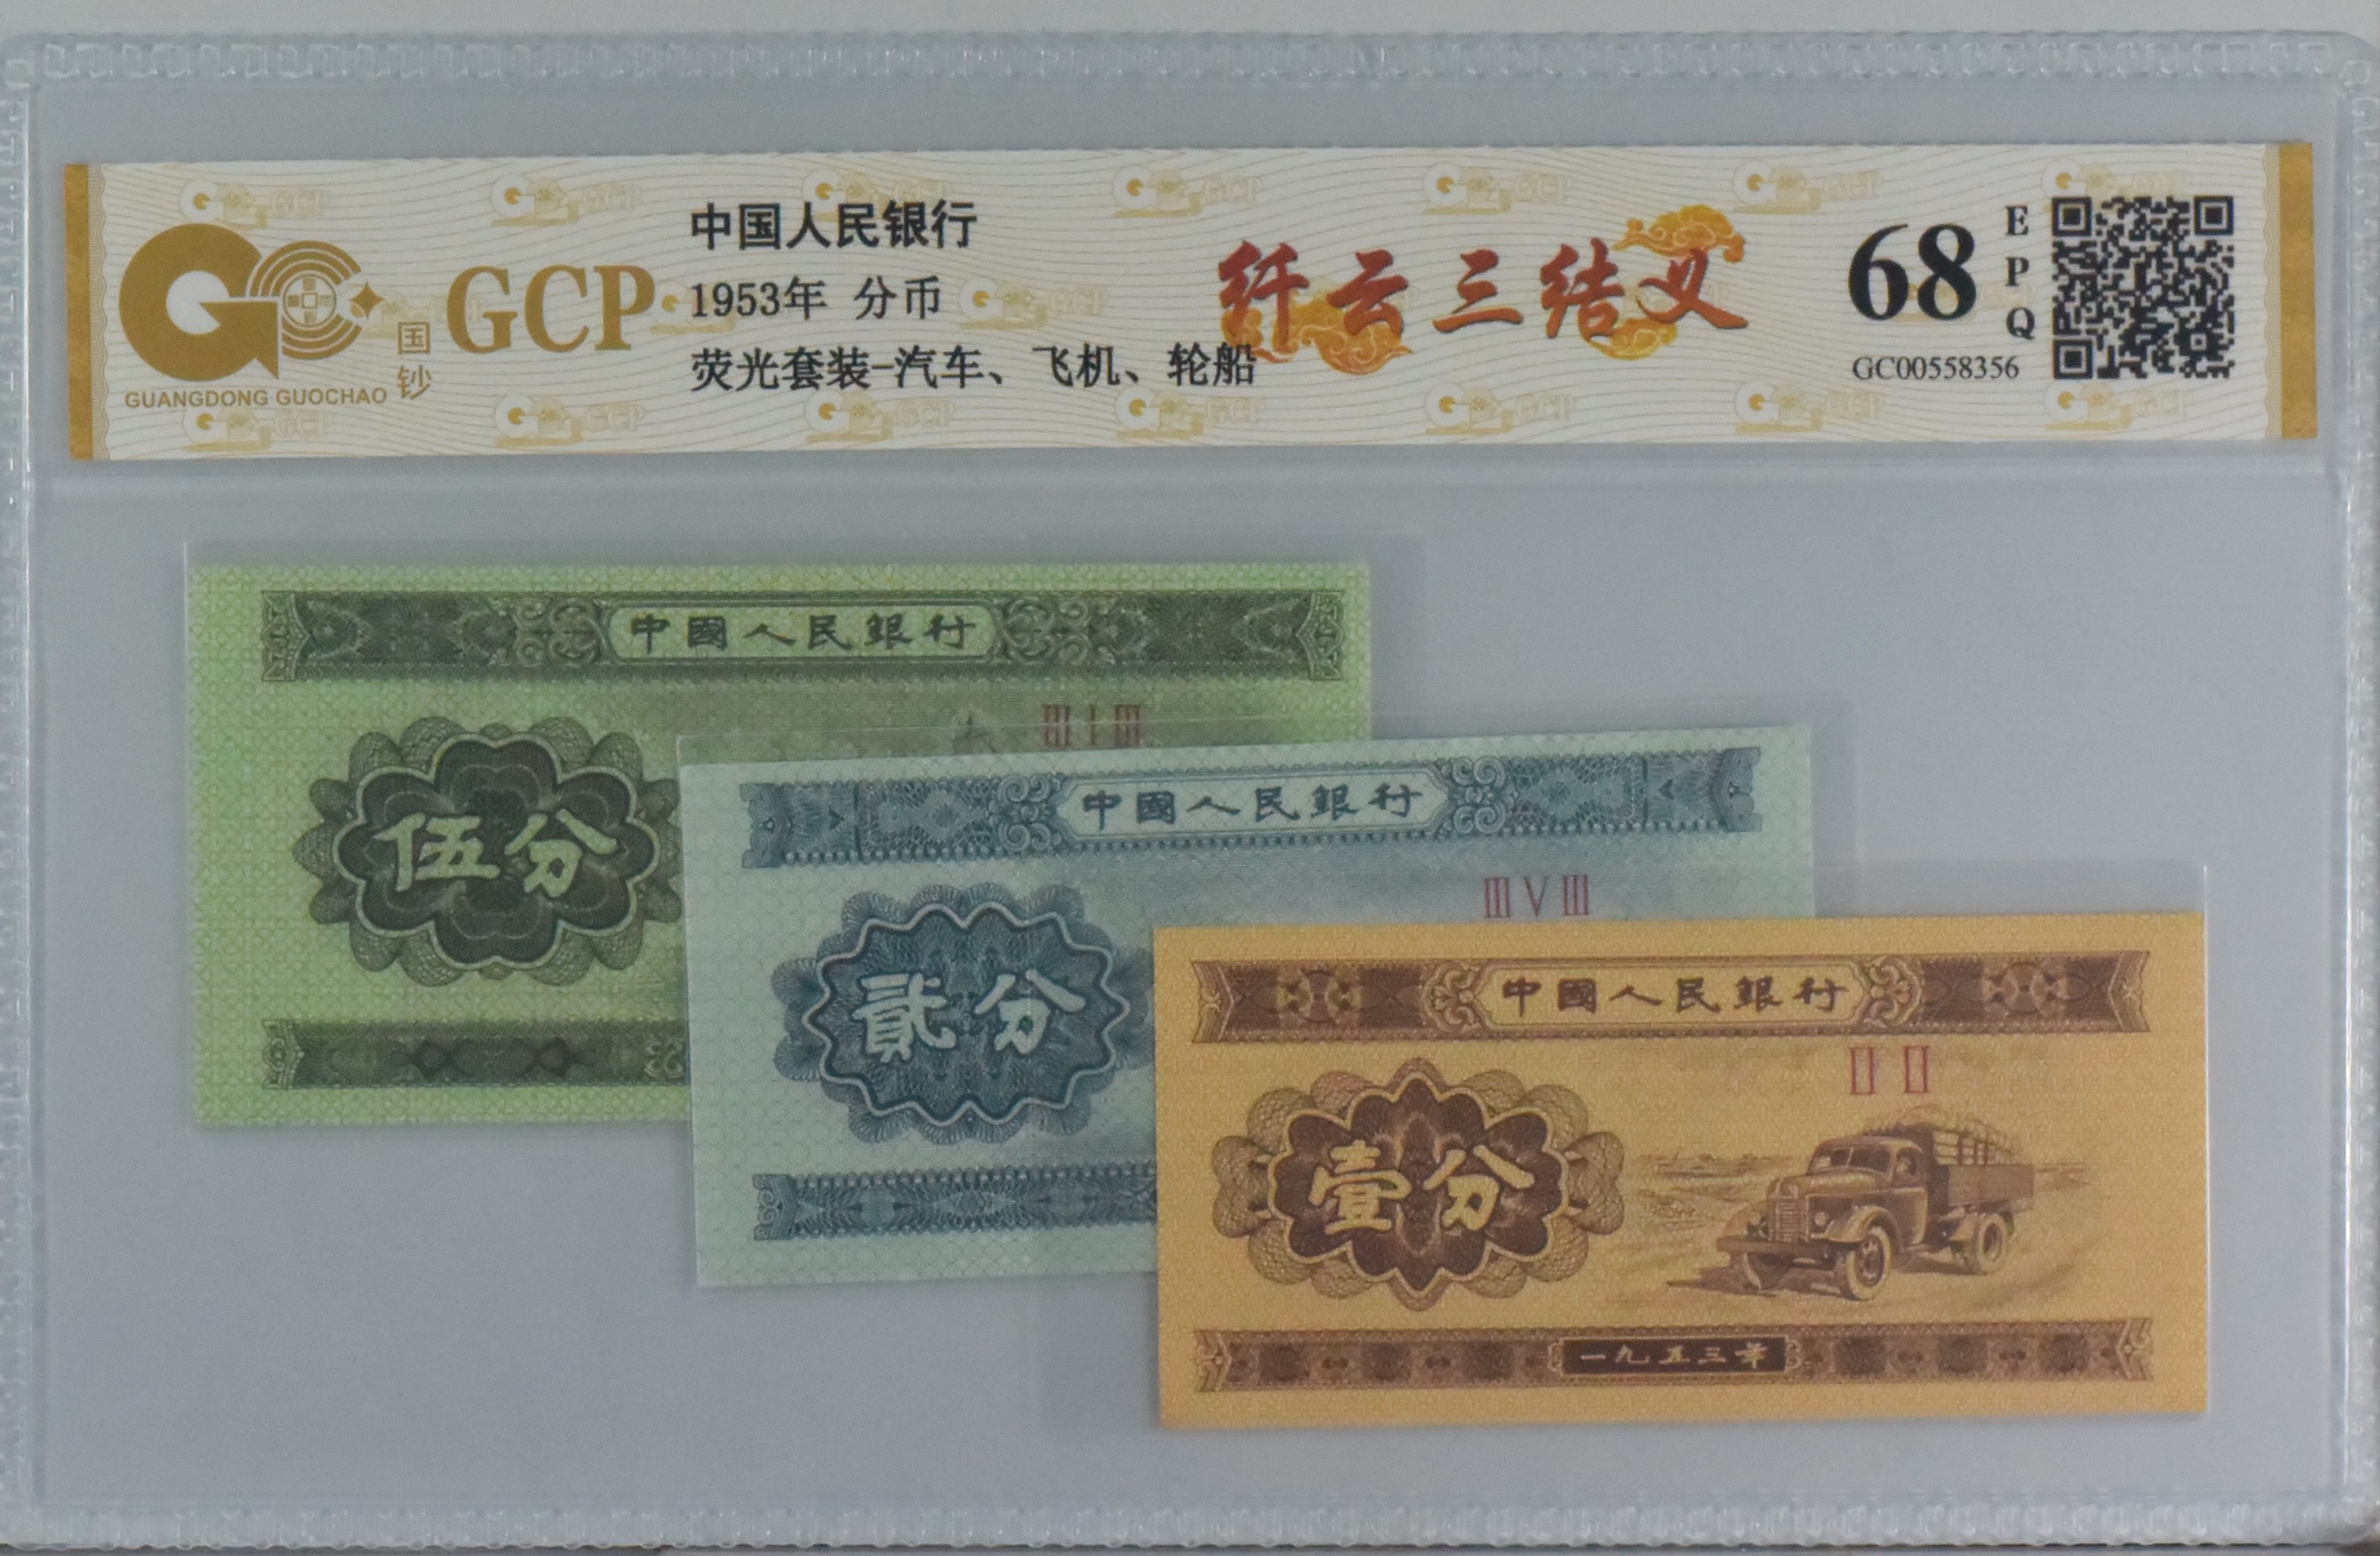 中国人民银行
1953年 分币
荧光套装-汽车、飞机、轮船
GCP
国钞
GUANGDONG GUOCHAO
纤云三结义
68
EPQ
GC00558356
中國人民銀行
III I III
伍分
中國人民銀行
III V III
貳分
中國人民銀行
II II
壹分
一九五三年